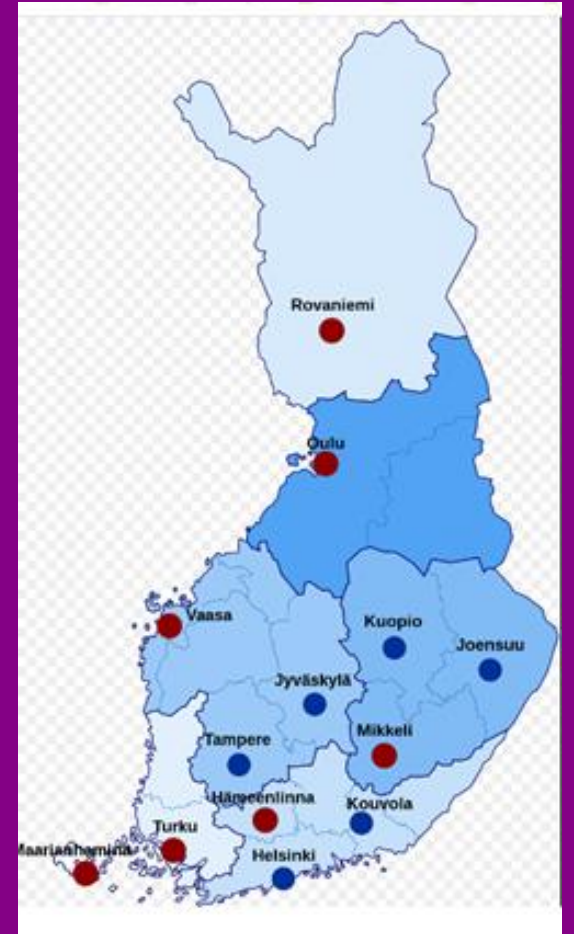 Rovaniemi
Oulu
Vaasa
Kuopio
Joensuu
Jyväskylä
Mikkeli
Tampere
Hämeenlinna
Kouvola
Turku
Maarianhamina
Helsinki